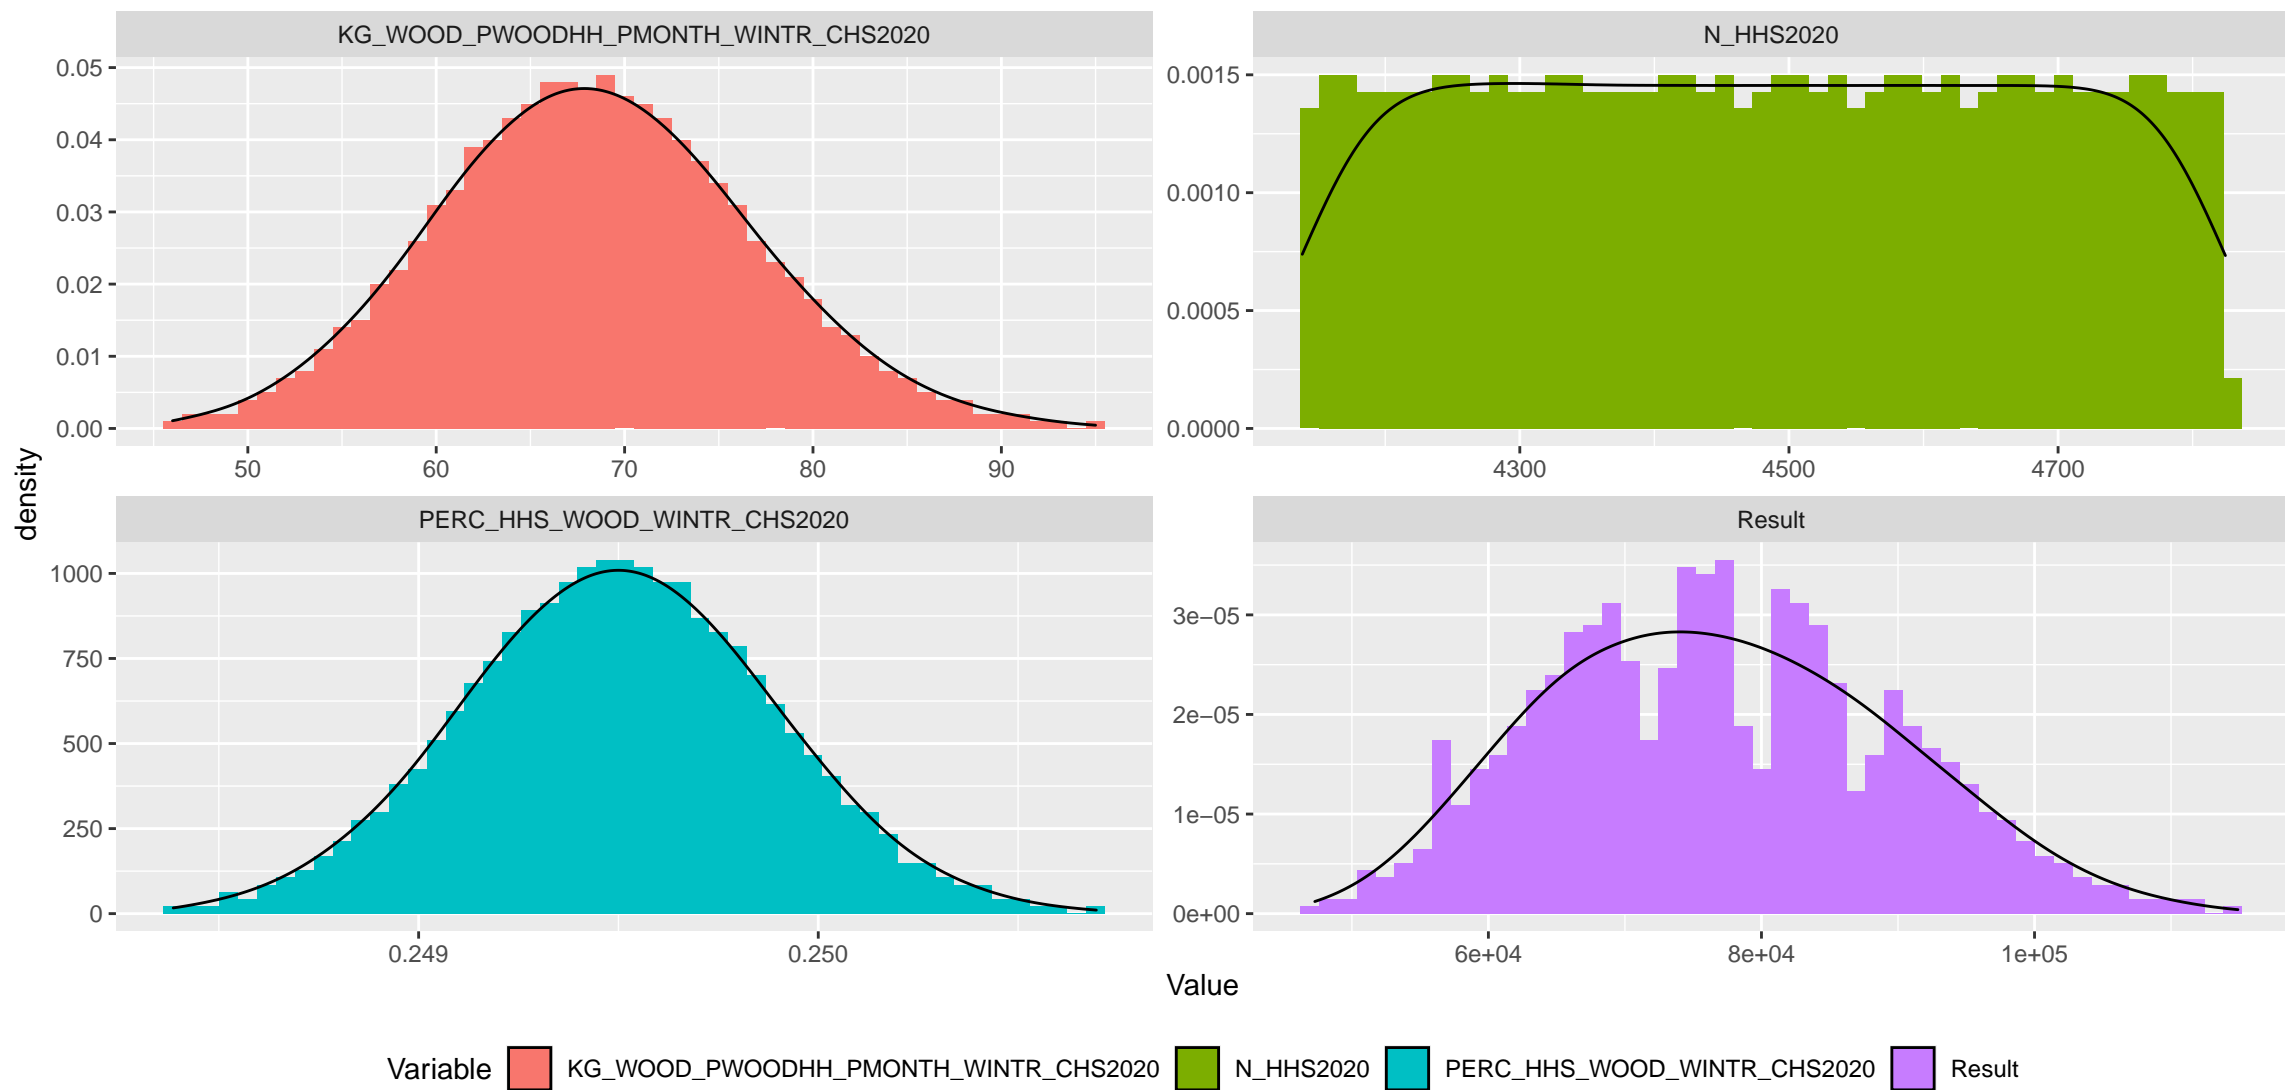 KG_WOOD_PWOODHH_PMONTH_WINTR_CHS2020
N_HHS2020
0.05
0.04
0.03
0.02
0.01
0.00
50 60 70 80 90
0.0015
0.0010
0.0005
0.0000
4300 4500 4700
density
PERC_HHS_WOOD_WINTR_CHS2020
Result
1000
750
500
250
0
0.249 0.250
3e−05
2e−05
1e−05
0e+00
6e+04 8e+04 1e+05
Value
Variable KG_WOOD_PWOODHH_PMONTH_WINTR_CHS2020 N_HHS2020 PERC_HHS_WOOD_WINTR_CHS2020 Result